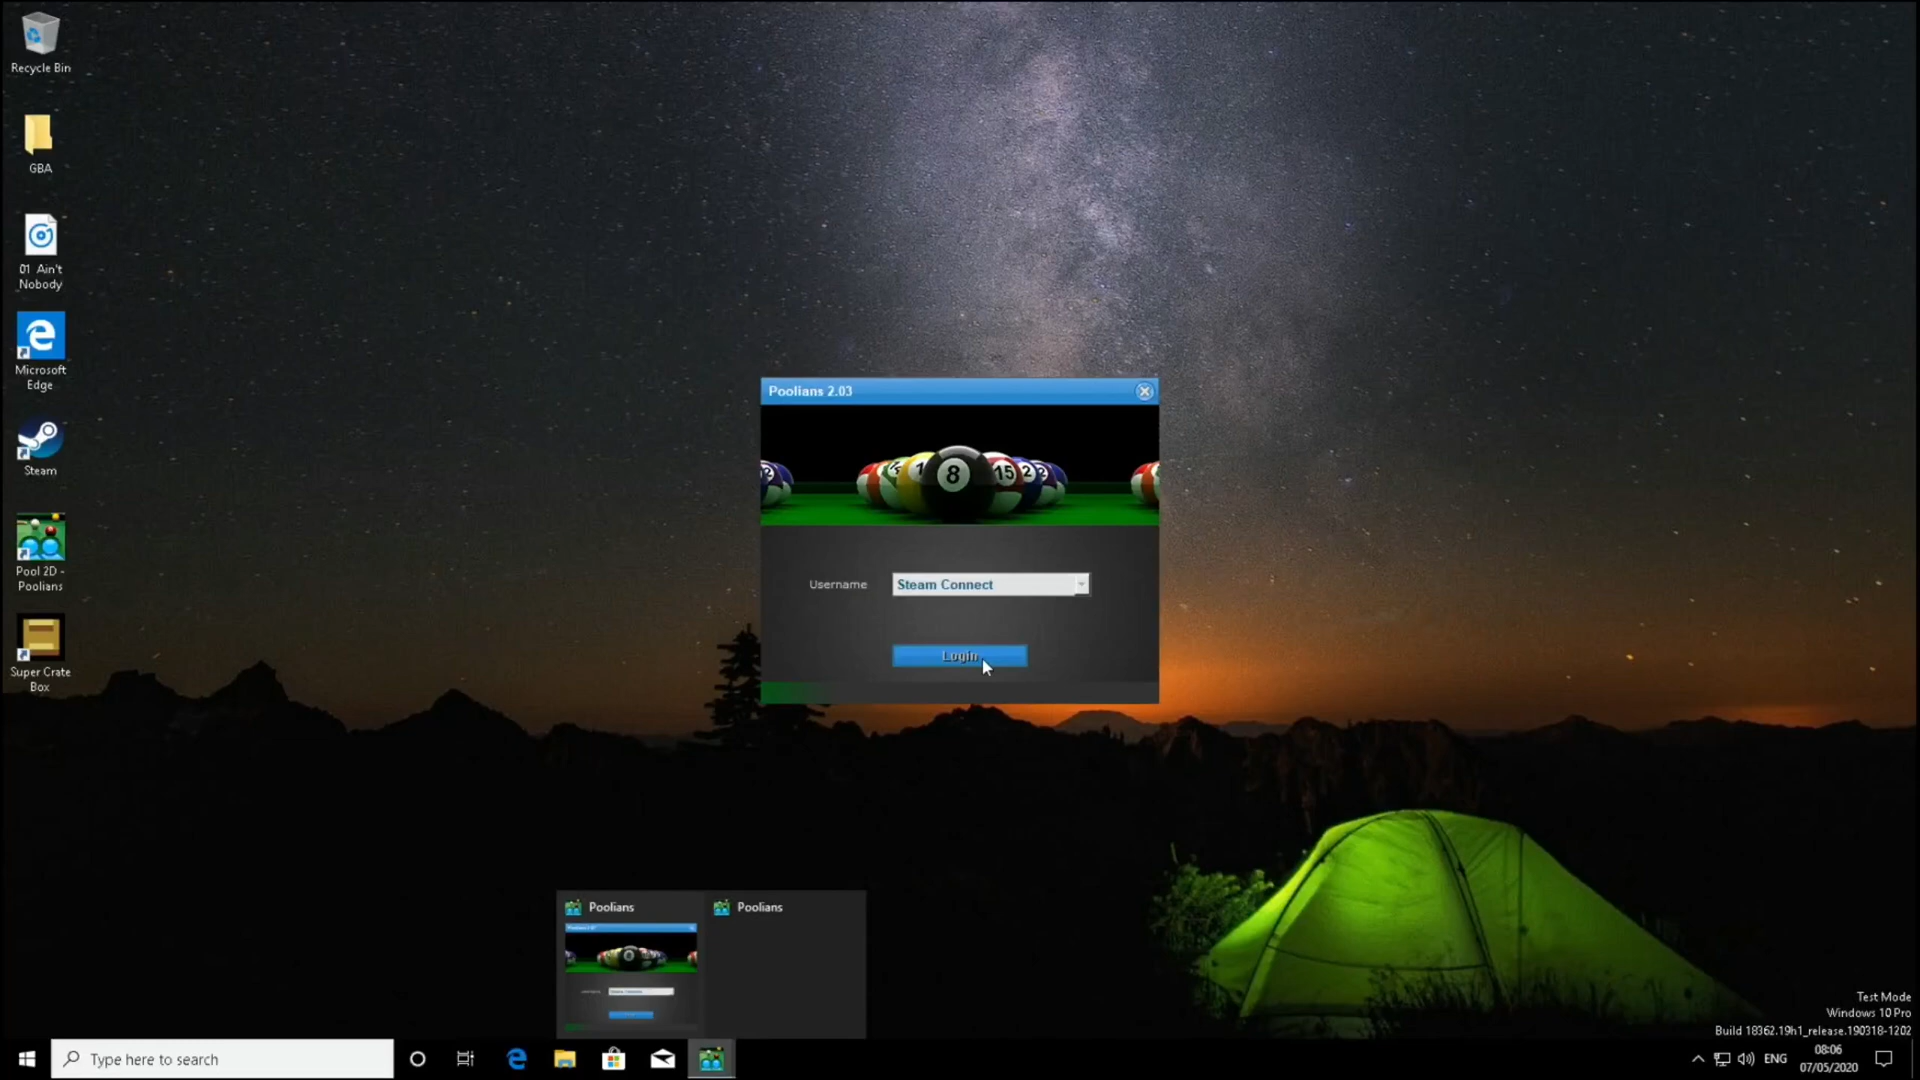 Recycle Bin
GBA
01 Ain't
Nobody
Microsoft
Edge
Steam
Pool 2D -
Poolians
Super Crate
Box
Poolians 2.03
8
15
2
2
Username
Steam Connect
Login
Poolians
Poolians
Type here to search
Test Mode
Windows 10 Pro
Build 18362.19h1_release.190318-1202
ENG
08:06
07/05/2020